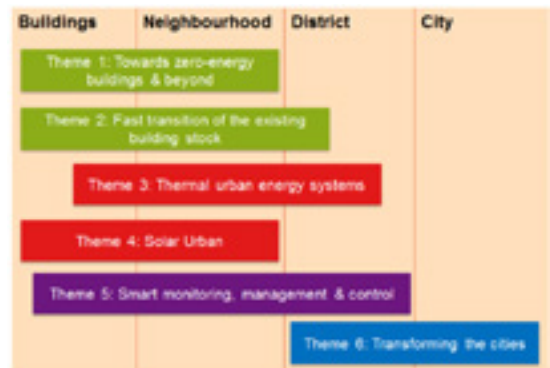 Buildings Neighbourhood District City
Theme 1: Towards zero-energy
buildings & beyond
Theme 2: Fast transition of the existing
building stock
Theme 3: Thermal urban energy systems
Theme 4: Solar Urban
Theme 5: Smart monitoring, management & control
Theme 6: Transforming the cities